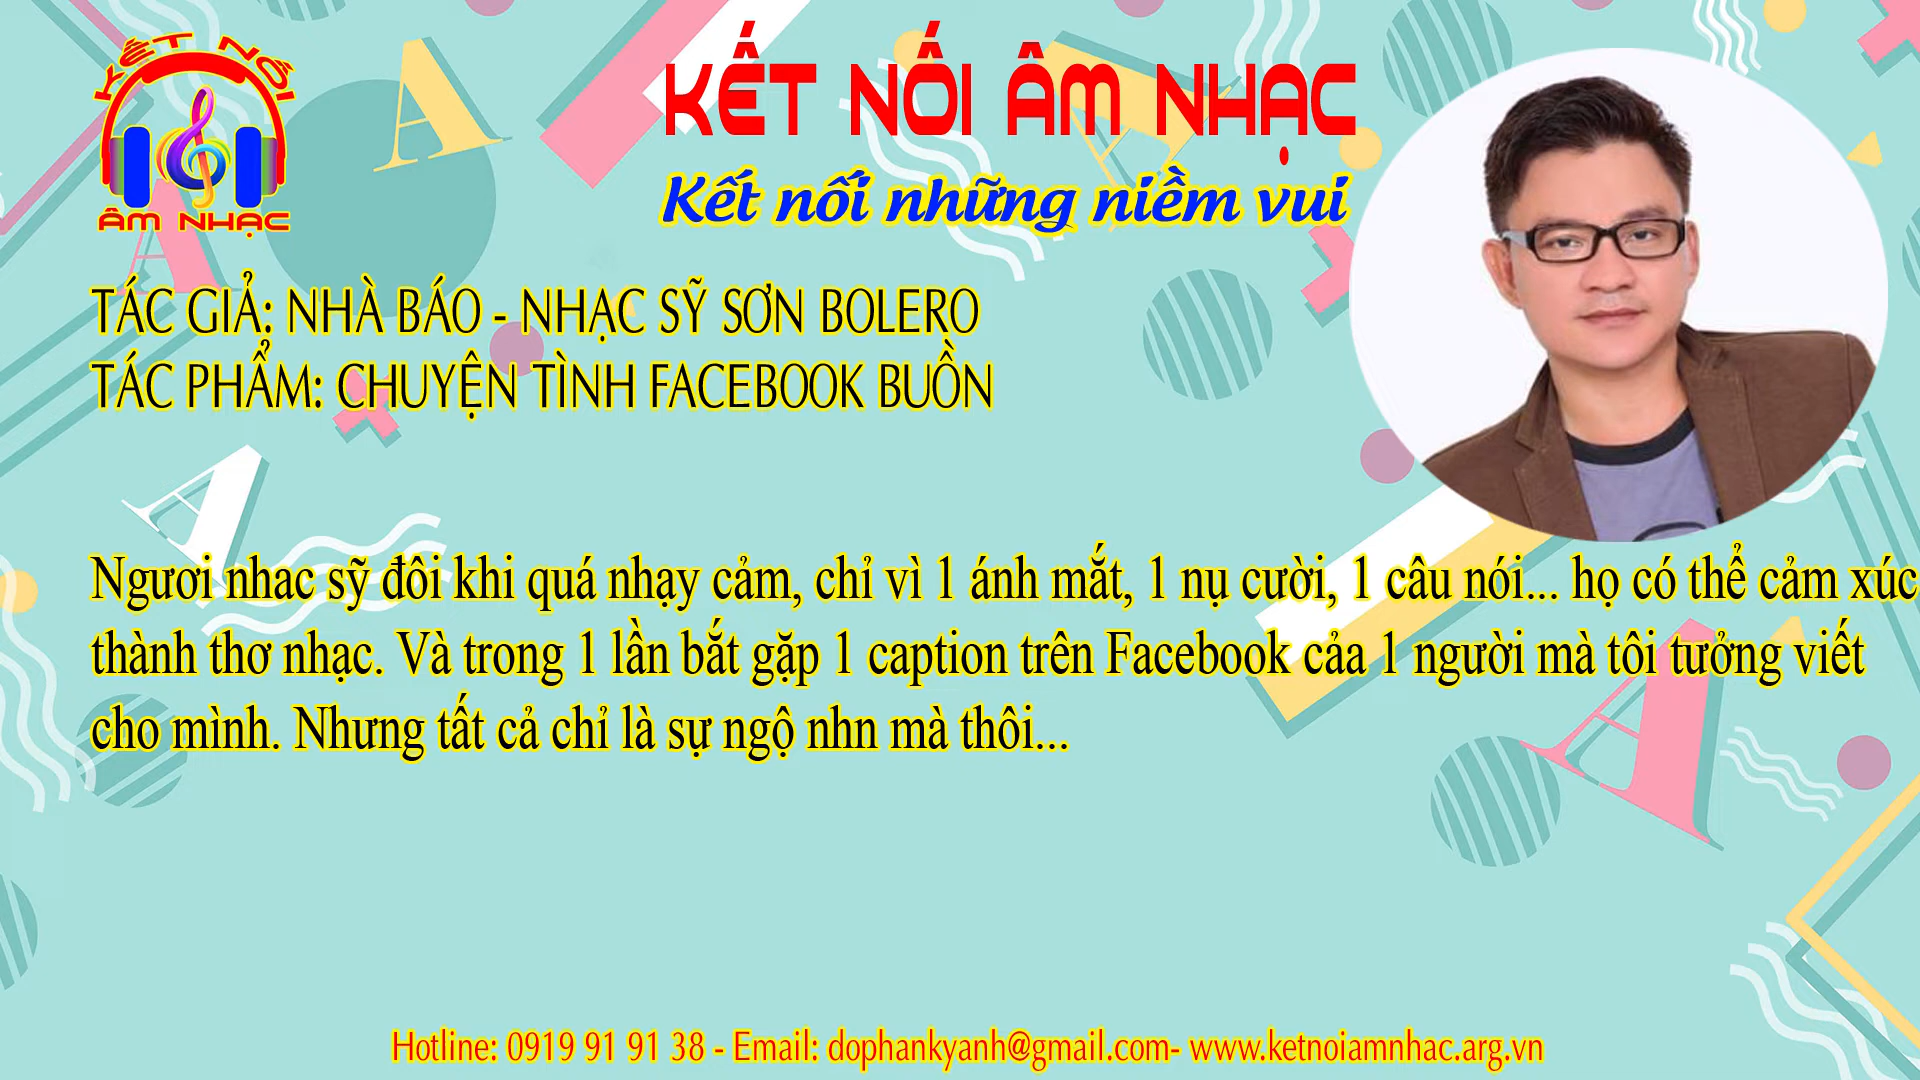 KẾT NỐI
ÂM NHẠC
KẾT NỐI ÂM NHẠC
Kết nối những niềm vui
TÁC GIẢ: NHÀ BÁO - NHẠC SỸ SƠN BOLERO
TÁC PHẨM: CHUYỆN TÌNH FACEBOOK BUỒN
Ngươi nhac sỹ đôi khi quá nhạy cảm, chỉ vì 1 ánh mắt, 1 nụ cười, 1 câu nói... họ có thể cảm xúc
thành thơ nhạc. Và trong 1 lần bắt gặp 1 caption trên Facebook cảa 1 người mà tôi tưởng viết
cho mình. Nhưng tất cả chỉ là sự ngộ nhn mà thôi...
Hotline: 0919 91 91 38 - Email: dophankyanh@gmail.com- www.ketnoiamnhac.arg.vn